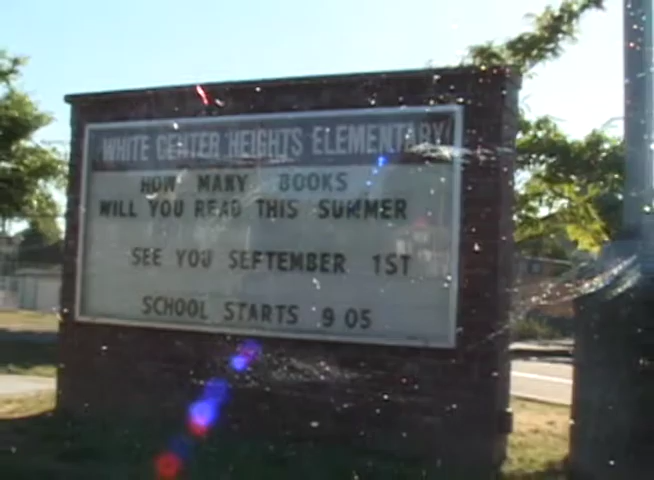 WHITE CENTER HEIGHTS ELEMENTARY
HOW MANY BOOKS
WILL YOU READ THIS SUMMER
SEE YOU SEPTEMBER 1ST
SCHOOL STARTS 9 05